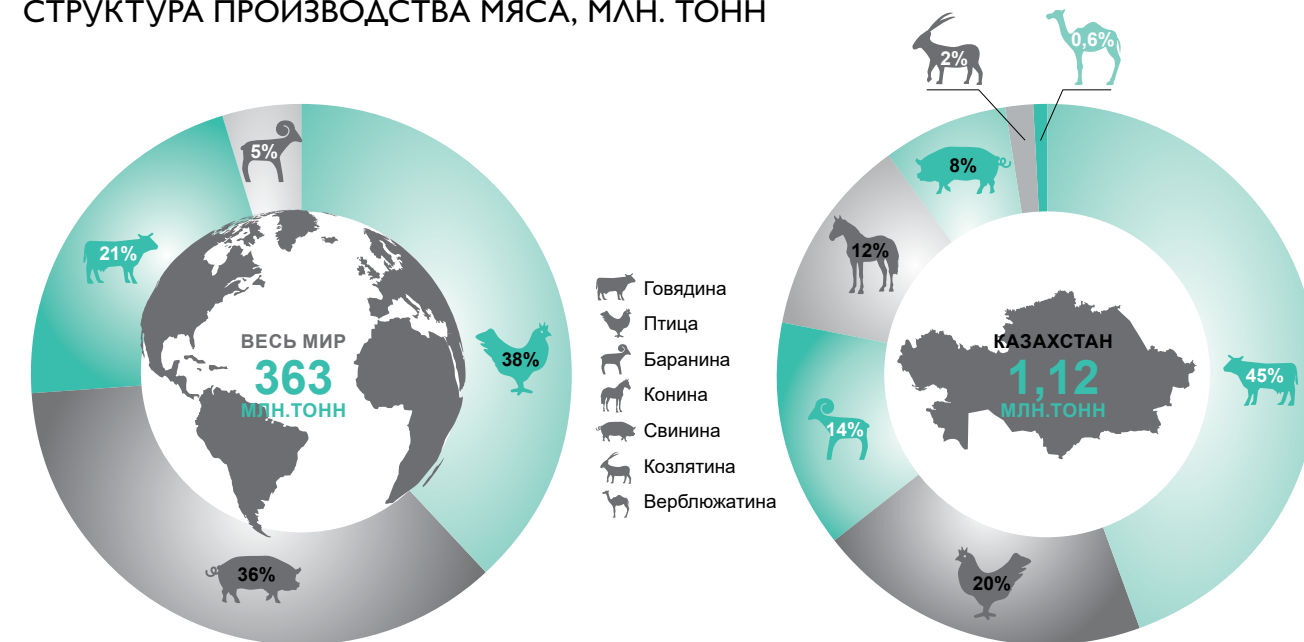 СТРУКТУРА ПРОИЗВОДСТВА МЯСА, МЛН. ТОНН
5%
21%
38%
36%
ВЕСЬ МИР
363
МЛН.ТОНН
Говядина
Птица
Баранина
Конина
Свинина
Козлятина
Верблюжатина
2%
0,6%
8%
12%
14%
45%
20%
КАЗАХСТАН
1,12
МЛН.ТОНН